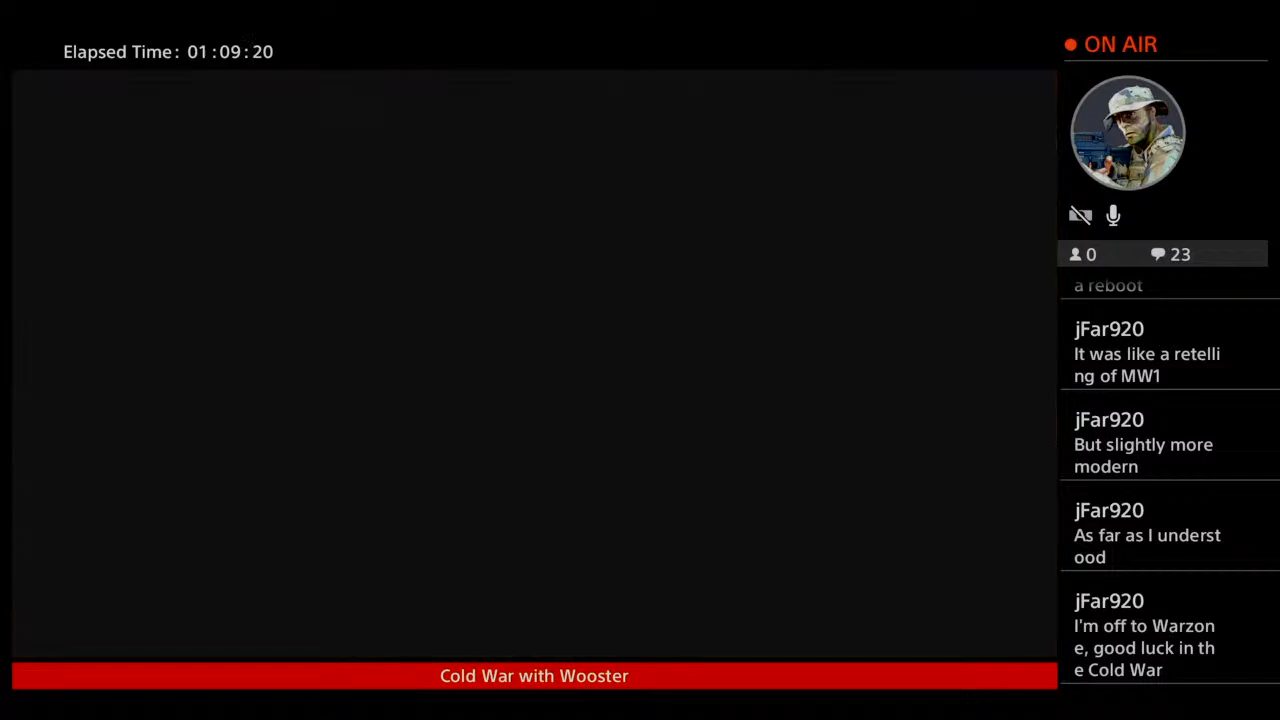 Elapsed Time: 01:09:20
ON AIR
0 23
a reboot
jFar920
It was like a retelli
ng of MW1
jFar920
But slightly more
modern
jFar920
As far as I underst
ood
jFar920
I'm off to Warzon
e, good luck in th
e Cold War
Cold War with Wooster